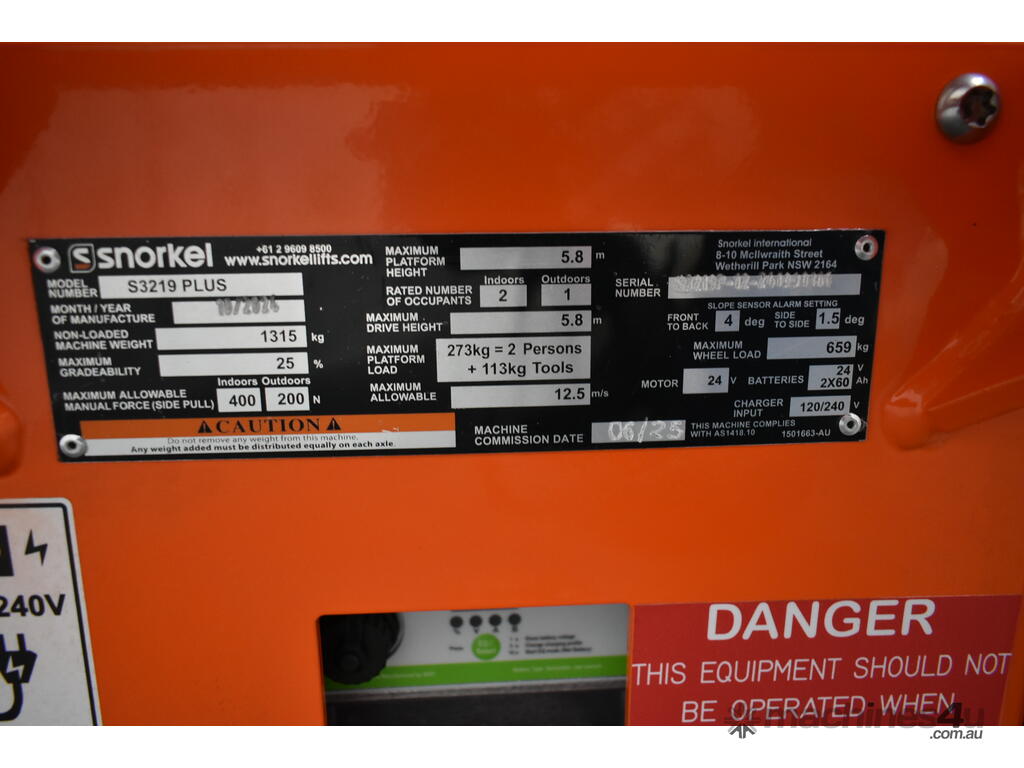 snorkel
+61 2 9609 8500
www.snorkellifts.com
MODEL NUMBER S3219 PLUS
MONTH / YEAR OF MANUFACTURE 10/2024
NON-LOADED MACHINE WEIGHT 1315 kg
MAXIMUM GRADEABILITY 25 %
Indoors Outdoors
MAXIMUM ALLOWABLE MANUAL FORCE (SIDE PULL) 400 200 N
CAUTION
Do not remove any weight from this machine.
Any weight added must be distributed equally on each axle.
MAXIMUM PLATFORM HEIGHT 5.8 m
Indoors Outdoors
RATED NUMBER OF OCCUPANTS 2 1
MAXIMUM DRIVE HEIGHT 5.8 m
MAXIMUM PLATFORM LOAD 273kg = 2 Persons
+ 113kg Tools
MAXIMUM ALLOWABLE 12.5 m/s
MACHINE COMMISSION DATE 06/25
Snorkel international
8-10 McIlwraith Street
Wetherill Park NSW 2164
SERIAL NUMBER
SLOPE SENSOR ALARM SETTING
FRONT TO BACK 4 deg SIDE TO SIDE 1.5 deg
MAXIMUM WHEEL LOAD 659 kg
MOTOR 24 V BATTERIES 24 V
2X60 Ah
CHARGER INPUT 120/240 V
THIS MACHINE COMPLIES
WITH AS1418.10 1501663-AU
240V
DANGER
THIS EQUIPMENT SHOULD NOT
BE OPERATED WHEN
machines4u
.com.au